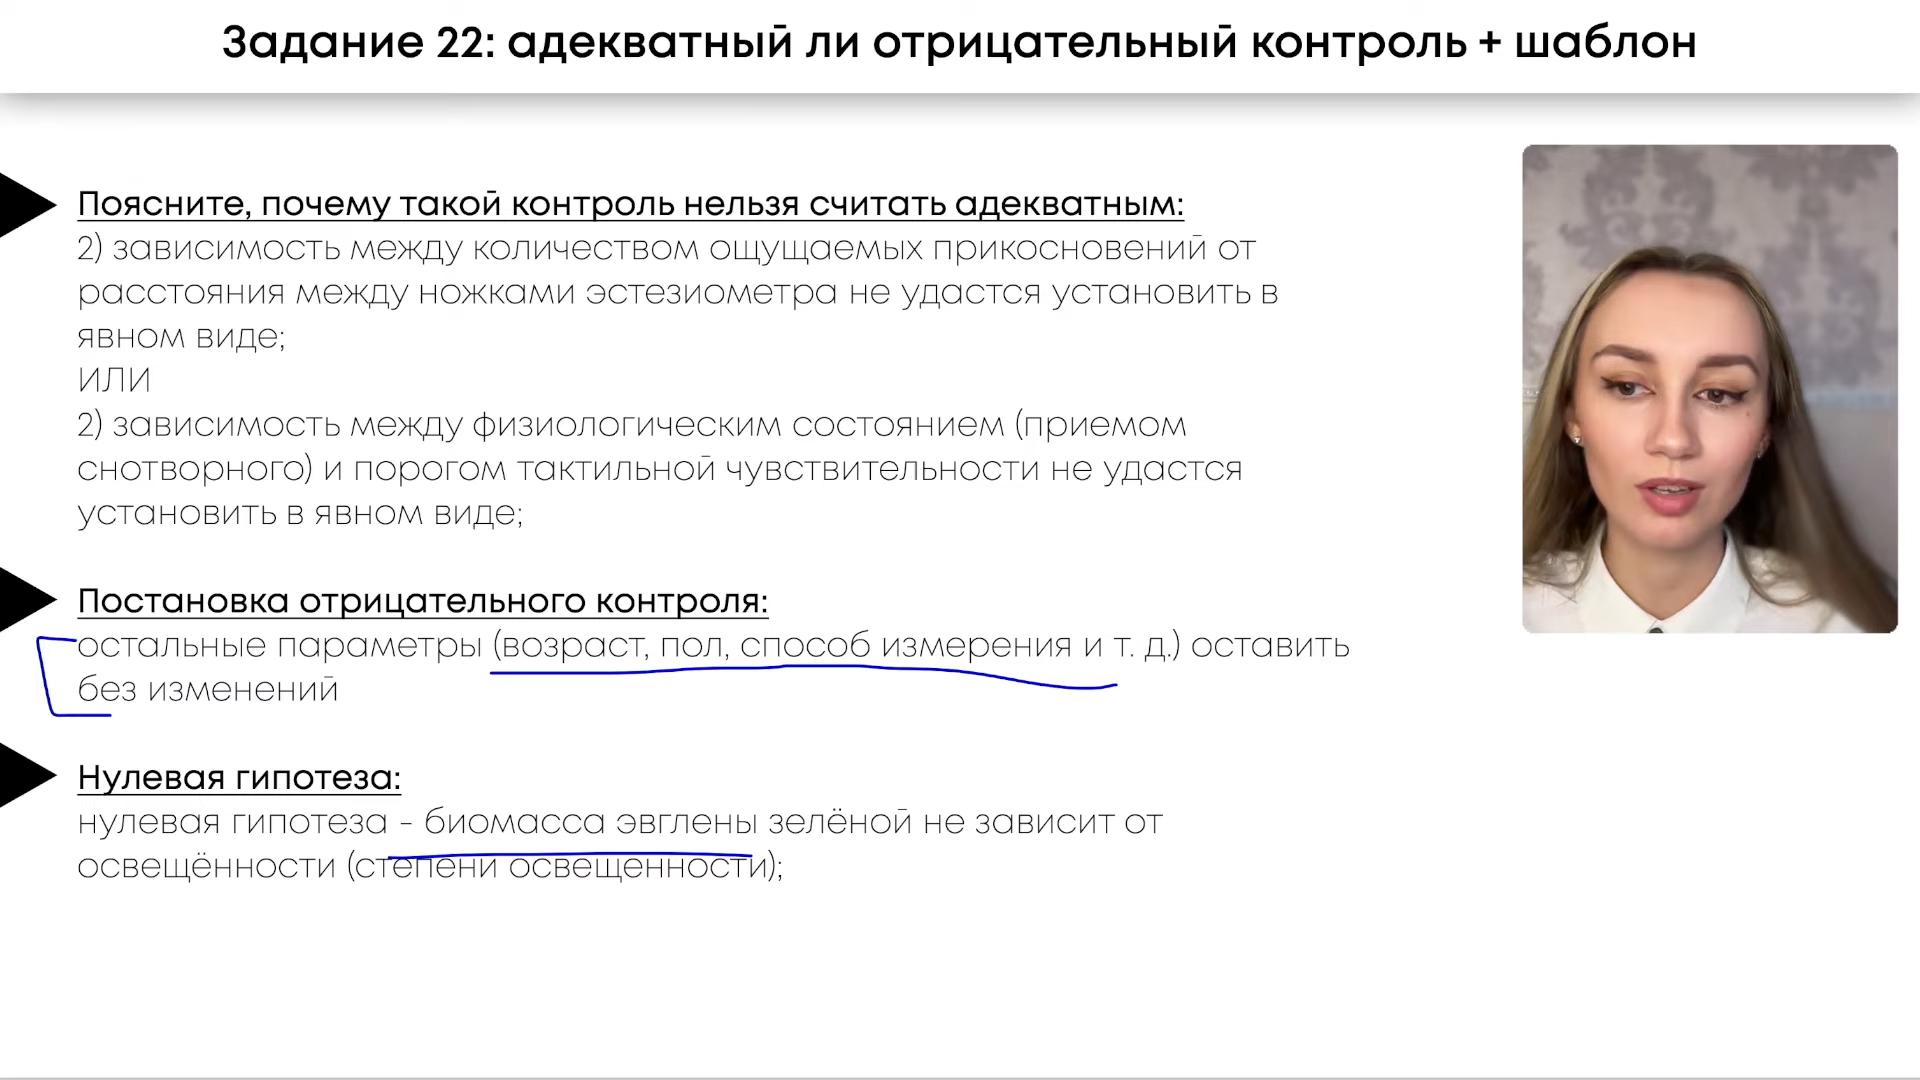 Задание 22: адекватный ли отрицательный контроль + шаблон
Поясните, почему такой контроль нельзя считать адекватным:
2) зависимость между количеством ощущаемых прикосновений от
расстояния между ножками эстезиометра не удастся установить в
явном виде;
ИЛИ
2) зависимость между физиологическим состоянием (приемом
снотворного) и порогом тактильной чувствительности не удастся
установить в явном виде;
Постановка отрицательного контроля:
остальные параметры (возраст, пол, способ измерения и т. д.) оставить
без изменений
Нулевая гипотеза:
нулевая гипотеза - биомасса эвглены зелёной не зависит от
освещённости (степени освещенности);